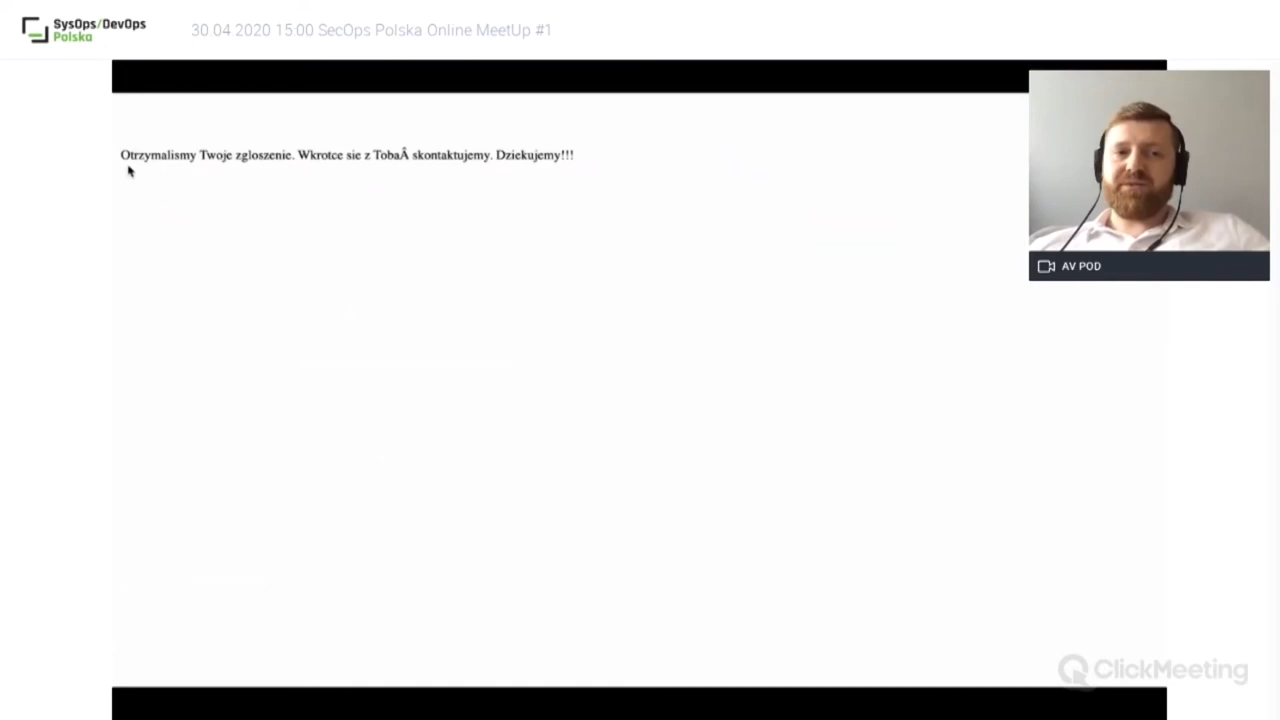 SysOps/DevOps
Polska
30 04 2020 15:00 SecOps Polska Online MeetUp #1
Otrzymalismy Twoje zgloszenie. Wkrotce sie z TobaÂ skontaktujemy. Dziekujemy!!!
AV POD
ClickMeeting